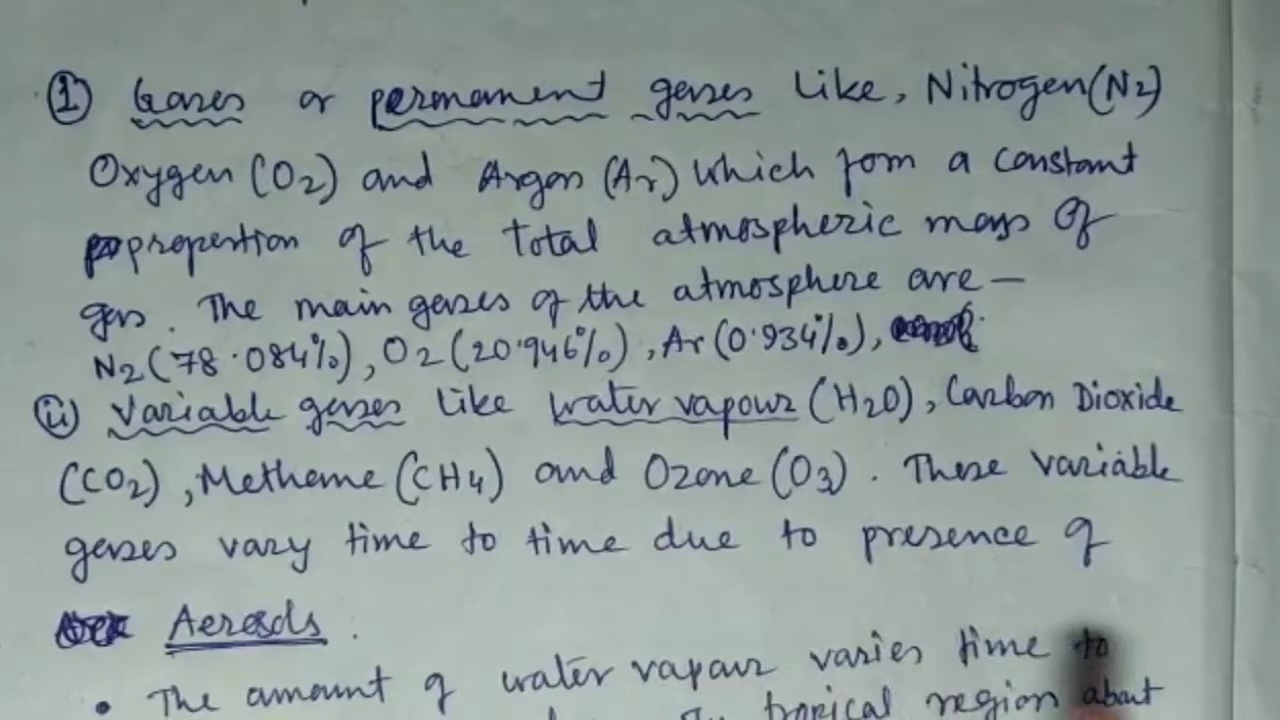 ① Gases or permanent gases like, Nitrogen(N2)
Oxygen (O2) and Argon (Ar) which form a constant
propertion of the total atmospheric mass of
gas. The main gases of the atmosphere are –
N2 (78.084%), O2 (20.946%), Ar (0.934%),
ii) Variable gases like water vapour (H2O), Carbon Dioxide
(CO2), Methane (CH4) and Ozone (O3). These variable
gases vary time to time due to presence of
Aerosols.
• The amount of water vapour varies time to
tropical region about